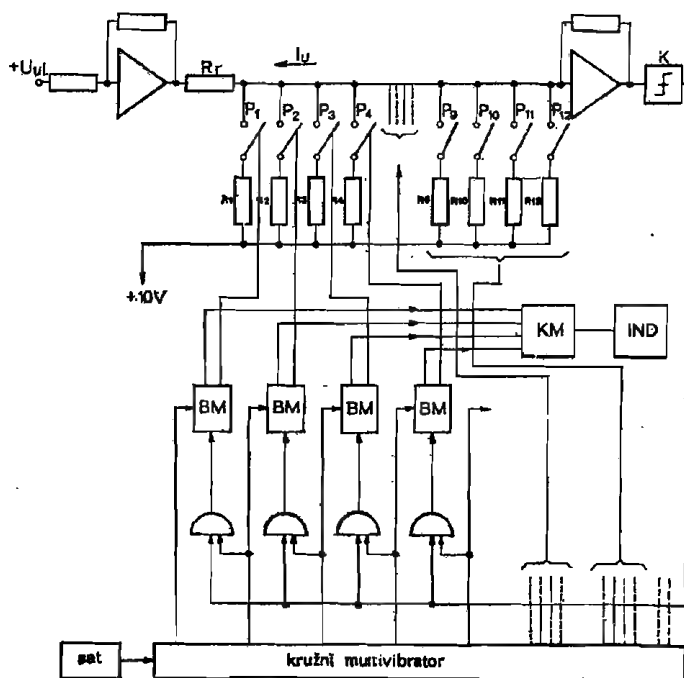 +Uul
Rr
Iu
K
P1
P2
P3
P4
P9
P10
P11
P12
R1
R2
R3
R4
R9
R10
R11
R12
+10V
KM
IND
BM
BM
BM
BM
sat
kružni multivibrator